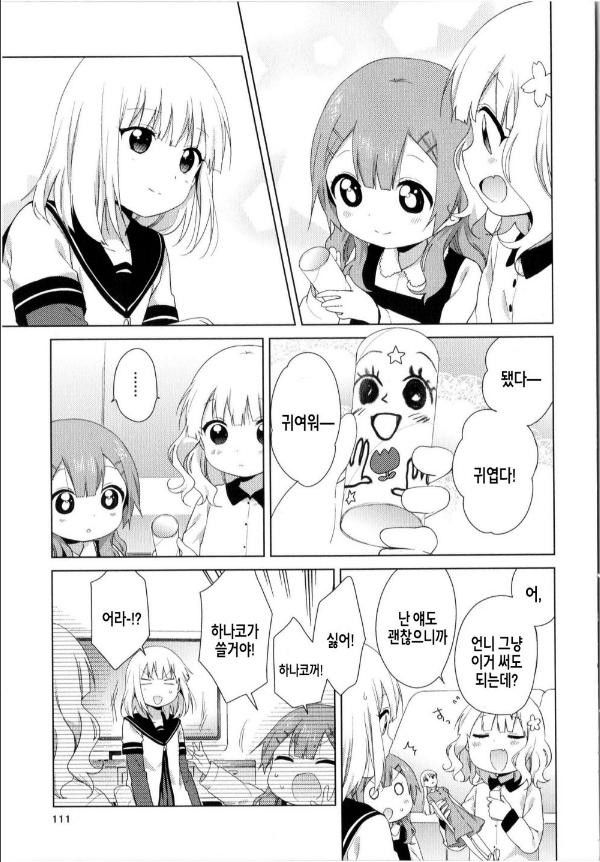 됐다—
귀엽다!
귀여워—
……
어,
언니 그냥
이거 써도
되는데?
난 얘도
괜찮으니까
すっ
싫어!
하나코꺼!
하나코가
쓸거야!
어라-!?
111